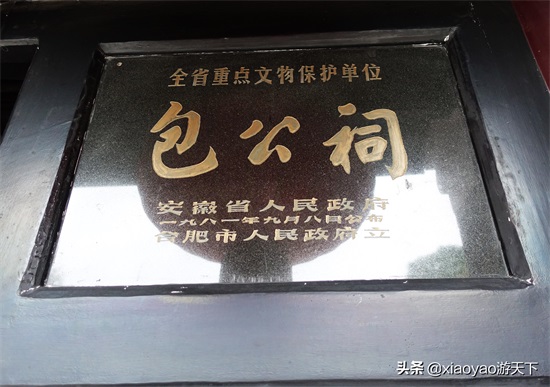 全省重点文物保护单位
包公祠
安徽省人民政府
一九八一年九月八日公布
合肥市人民政府立
头条 @xiaoyao游天下